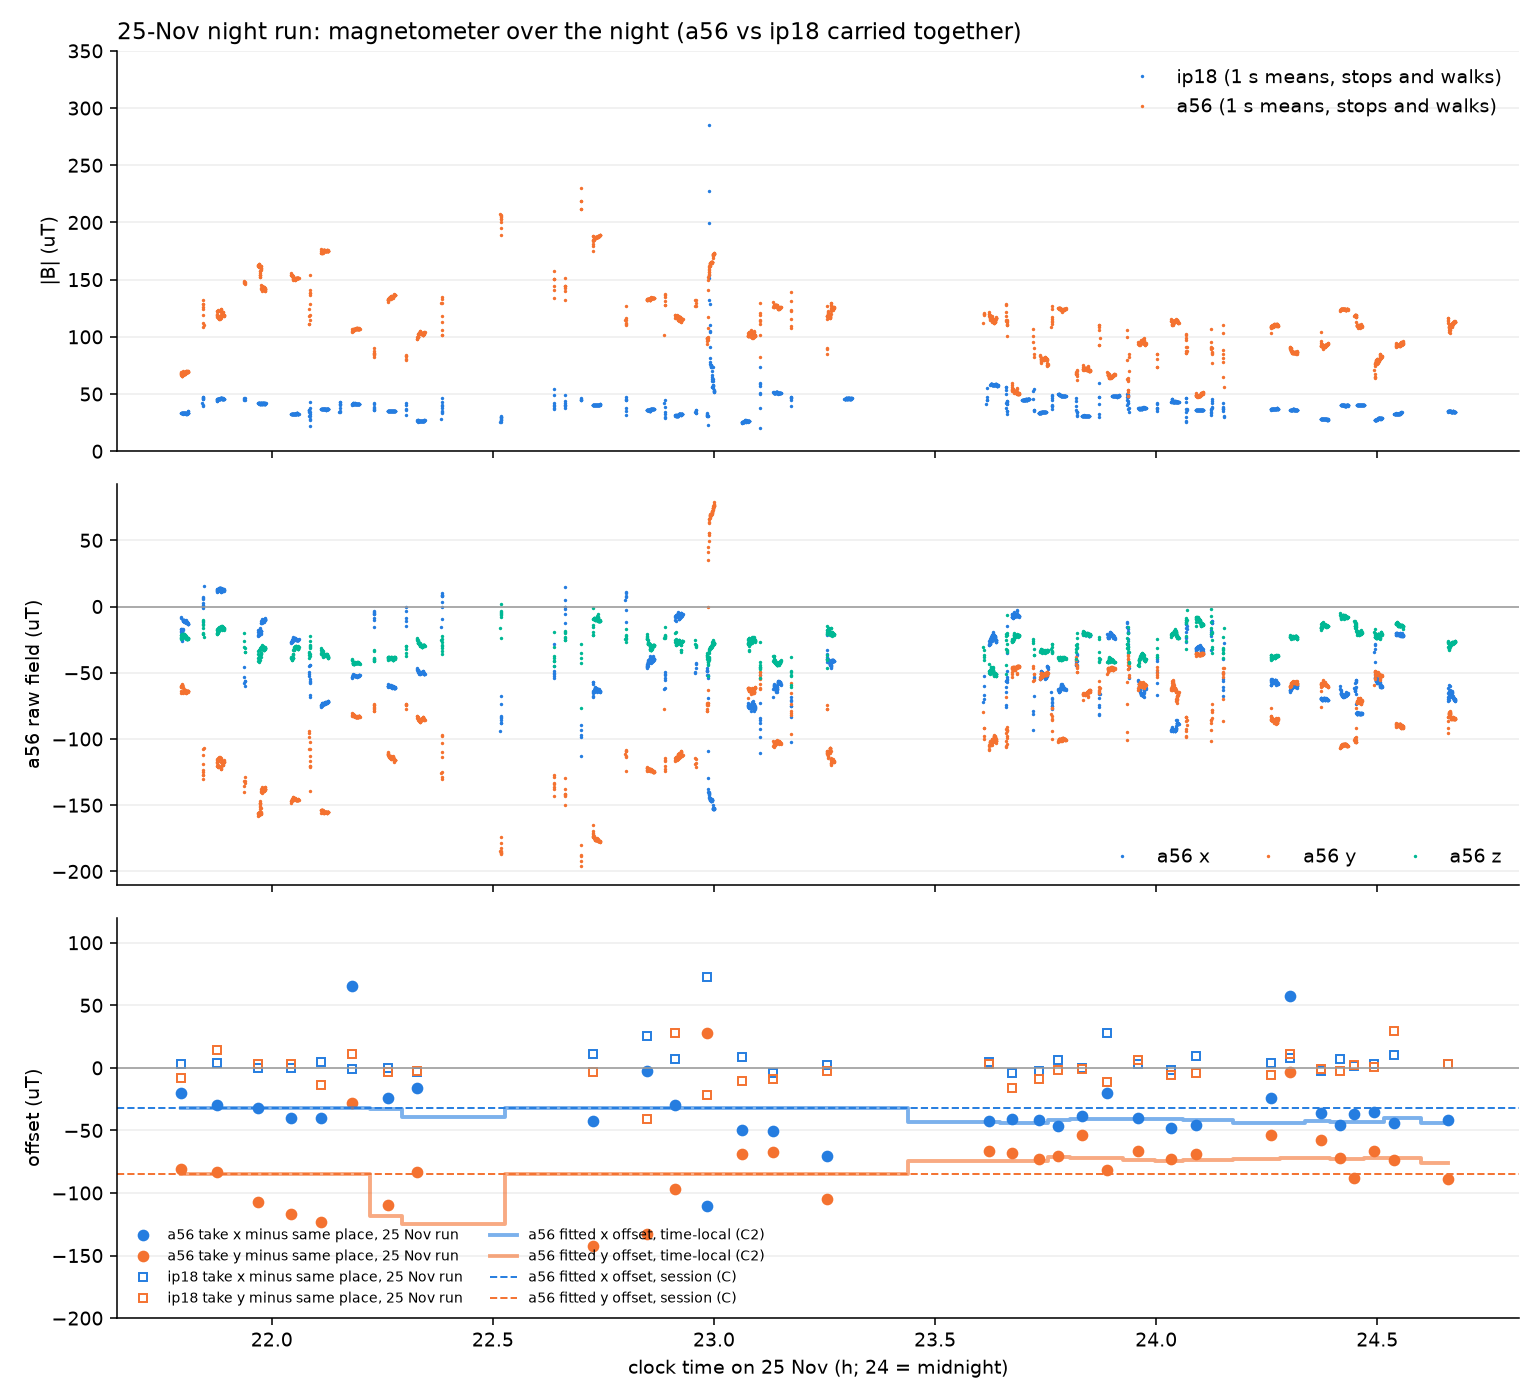 25-Nov night run: magnetometer over the night (a56 vs ip18 carried together)
350
300
250
200
150
100
50
0
|B| (uT)
ip18 (1 s means, stops and walks)
a56 (1 s means, stops and walks)
50
0
−50
−100
−150
−200
a56 raw field (uT)
a56 x
a56 y
a56 z
100
50
0
−50
−100
−150
−200
offset (uT)
a56 take x minus same place, 25 Nov run
a56 take y minus same place, 25 Nov run
ip18 take x minus same place, 25 Nov run
ip18 take y minus same place, 25 Nov run
a56 fitted x offset, time-local (C2)
a56 fitted y offset, time-local (C2)
a56 fitted x offset, session (C)
a56 fitted y offset, session (C)
22.0
22.5
23.0
23.5
24.0
24.5
clock time on 25 Nov (h; 24 = midnight)